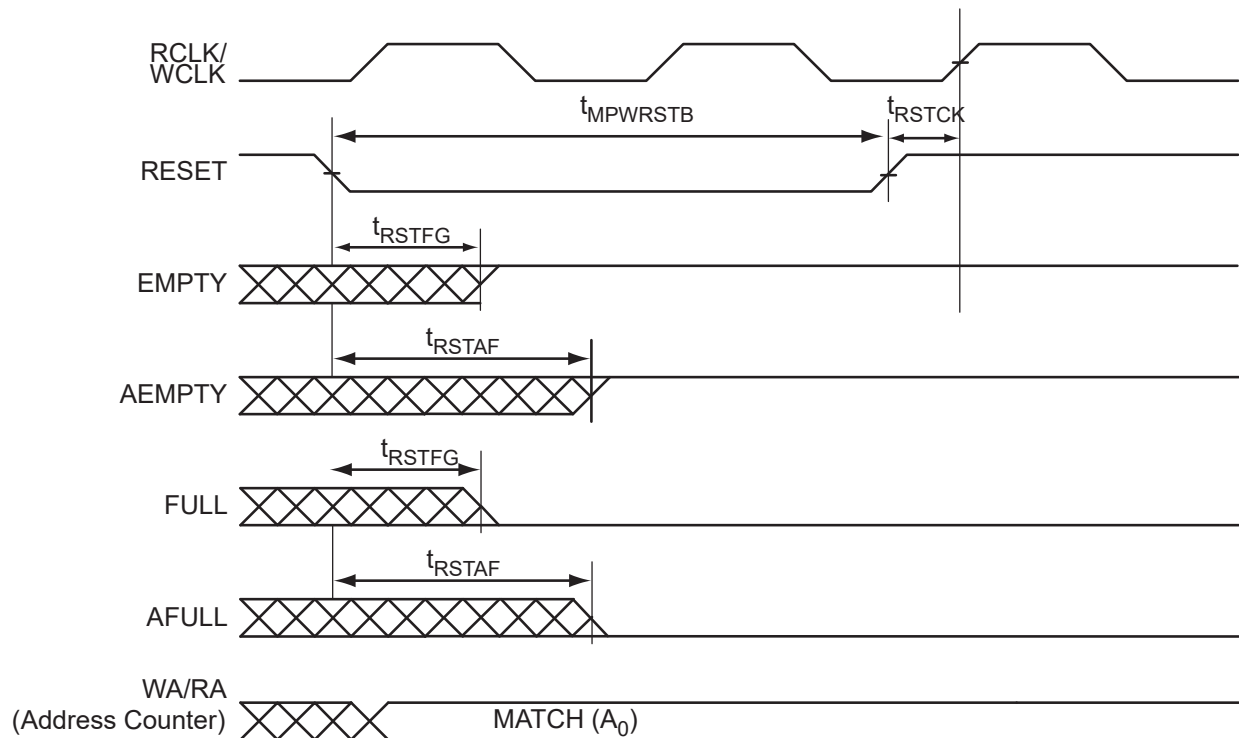 RCLK/
WCLK
tMPWRSTB
tRSTCK
RESET
tRSTFG
EMPTY
tRSTAF
AEMPTY
tRSTFG
FULL
tRSTAF
AFULL
WA/RA
(Address Counter)
MATCH (A0)